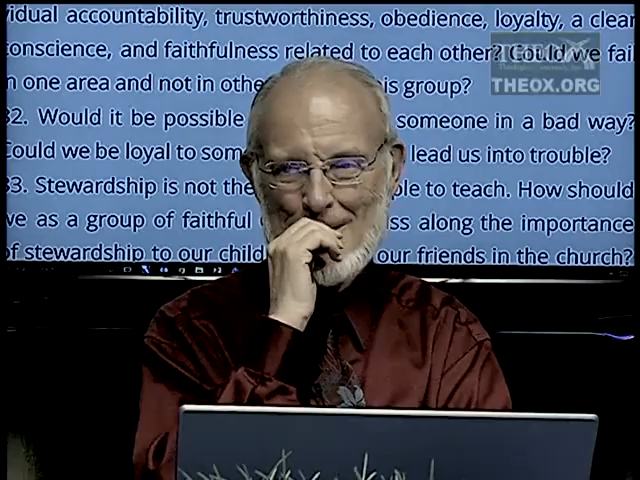 vidual accountability, trustworthiness, obedience, loyalty, a clear
conscience, and faithfulness related to each other? Could we fail
n one area and not in othe is group?
32. Would it be possible someone in a bad way?
Could we be loyal to som lead us into trouble?
33. Stewardship is not the ple to teach. How should
we as a group of faithful ss along the importance
of stewardship to our child our friends in the church?
THEOX
THEOX.ORG